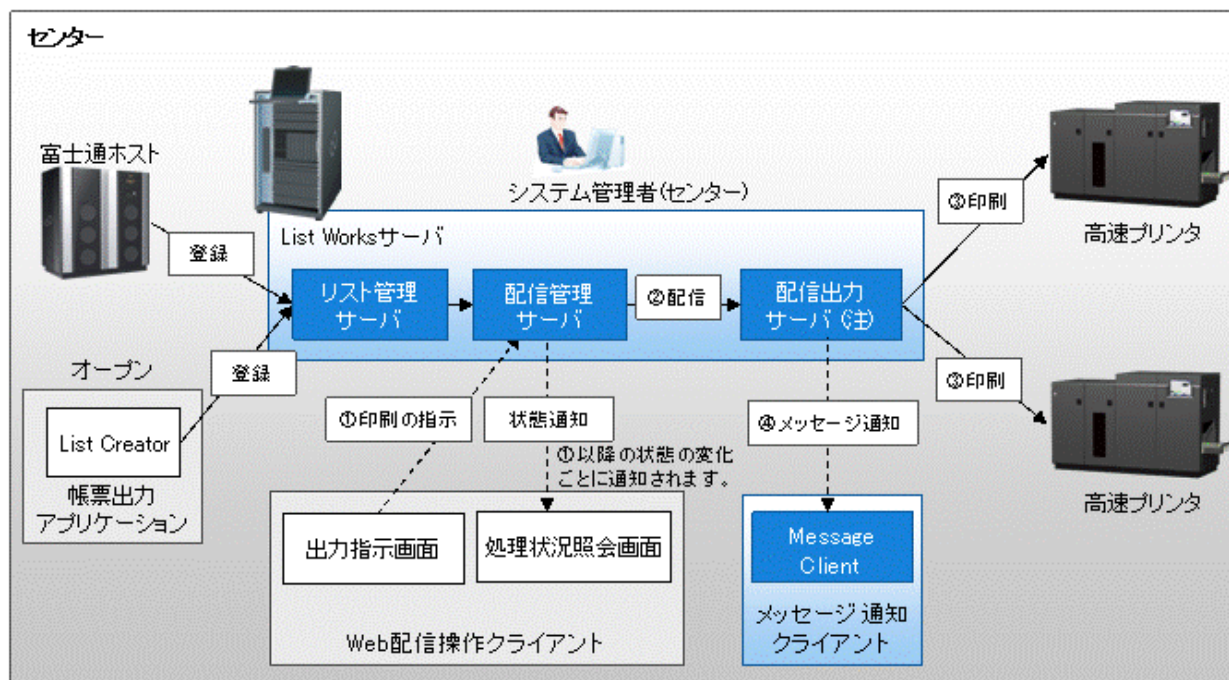 センター
富士通ホスト
システム管理者(センター)
登録
List Worksサーバ
リスト管理
サーバ
配信管理
サーバ
②配信
配信出力
サーバ(注)
③印刷
高速プリンタ
③印刷
高速プリンタ
オープン
登録
List Creator
帳票出力
アプリケーション
①印刷の指示
状態通知
①以降の状態の変化
ごとに通知されます。
④メッセージ通知
出力指示画面
処理状況照会画面
Web配信操作クライアント
Message
Client
メッセージ通知
クライアント